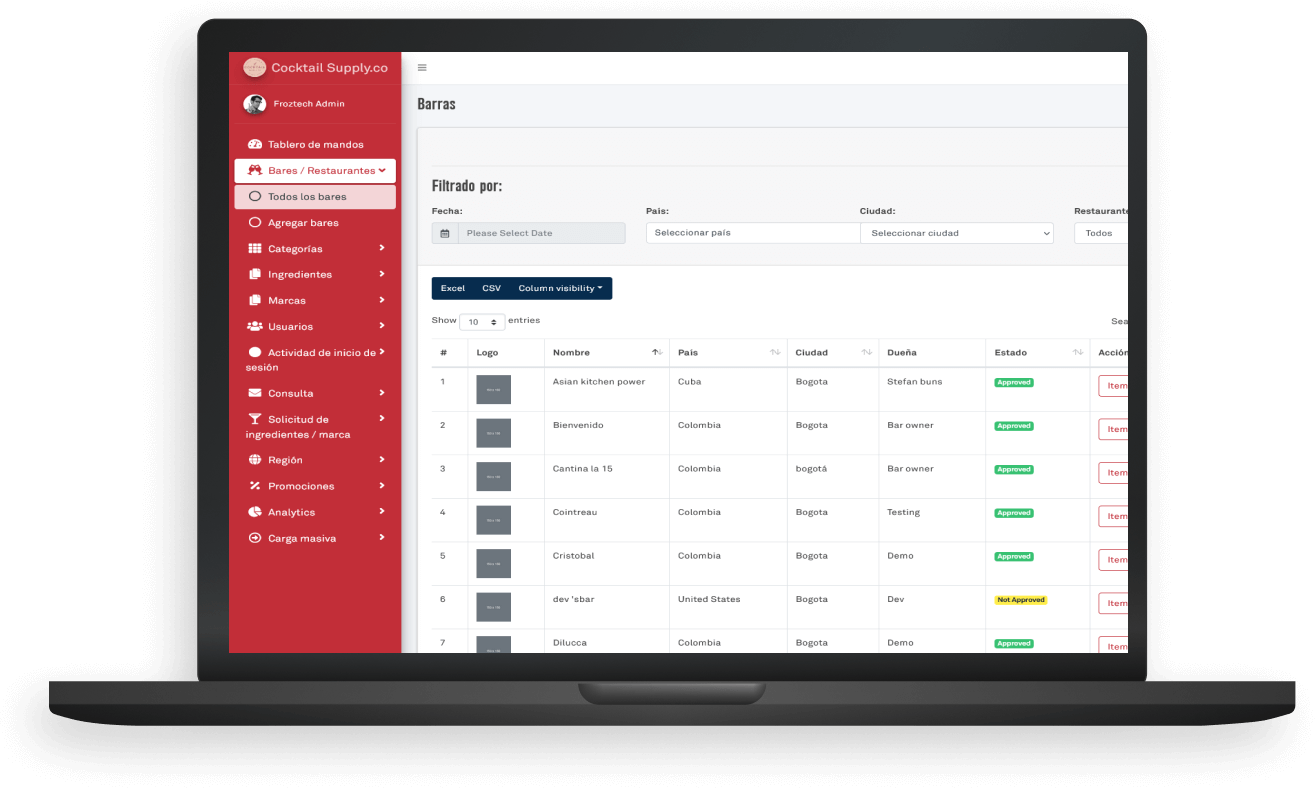 Cocktail Supply.co
Froztech Admin
Tablero de mandos
Bares / Restaurantes
Todos los bares
Agregar bares
Categorías
Ingredientes
Marcas
Usuarios
Actividad de inicio de
sesión
Consulta
Solicitud de
ingredientes / marca
Región
Promociones
Analytics
Carga masiva
Barras
Filtrado por:
Fecha: Pais: Ciudad: Restaurante
Please Select Date Seleccionar país Seleccionar ciudad Todos
Excel CSV Column visibility
Show 10 entries Sea
# Logo Nombre Pais Ciudad Dueña Estado Acción
1 Asian kitchen power Cuba Bogota Stefan buns Approved Item
2 Bienvenido Colombia Bogota Bar owner Approved Item
3 Cantina la 15 Colombia bogotá Bar owner Approved Item
4 Cointreau Colombia Bogota Testing Approved Item
5 Cristobal Colombia Bogota Demo Approved Item
6 dev 'sbar United States Bogota Dev Not Approved Item
7 Dilucca Colombia Bogota Demo Approved Item